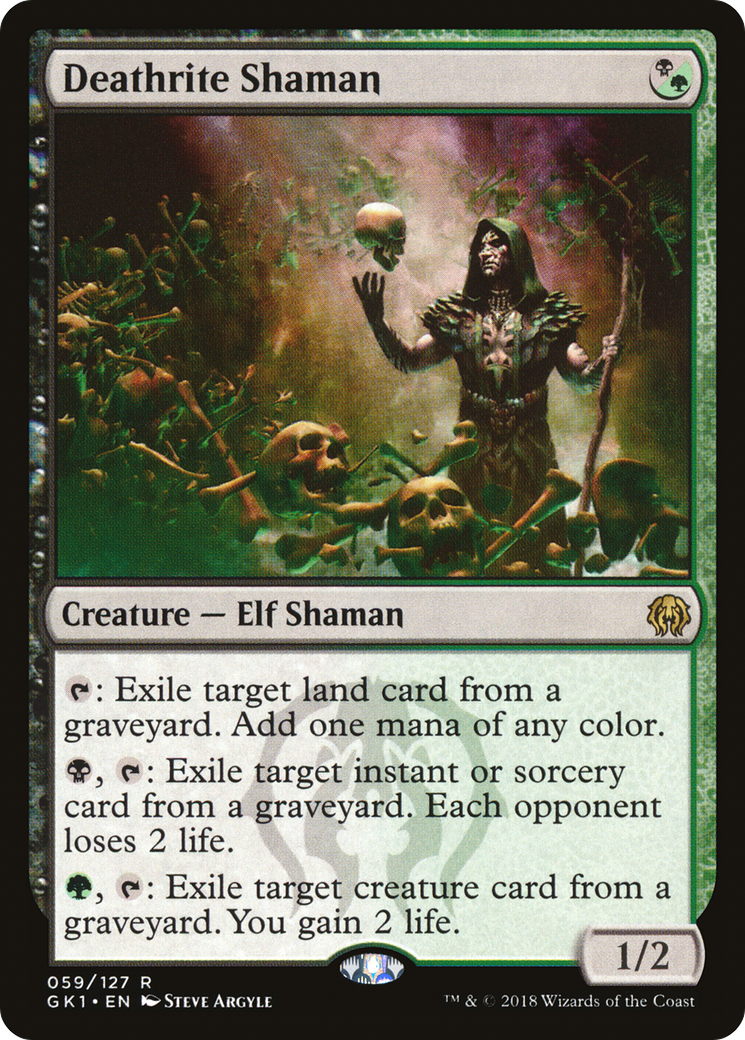 Deathrite Shaman
Creature — Elf Shaman
: Exile target land card from a
graveyard. Add one mana of any color.
, : Exile target instant or sorcery
card from a graveyard. Each opponent
loses 2 life.
, : Exile target creature card from a
graveyard. You gain 2 life.
1/2
059/127 R
GK1 • EN Steve Argyle
™ & © 2018 Wizards of the Coast